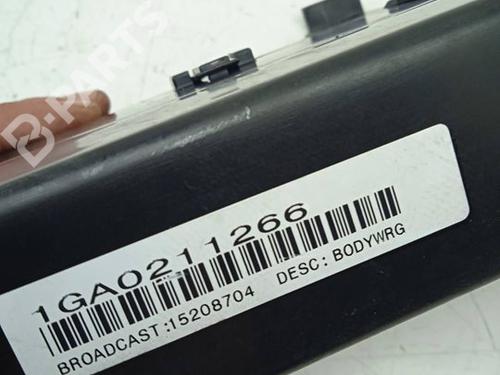 B-PARTS
1GA0211266
BROADCAST:15208704 DESC: BODYWRG